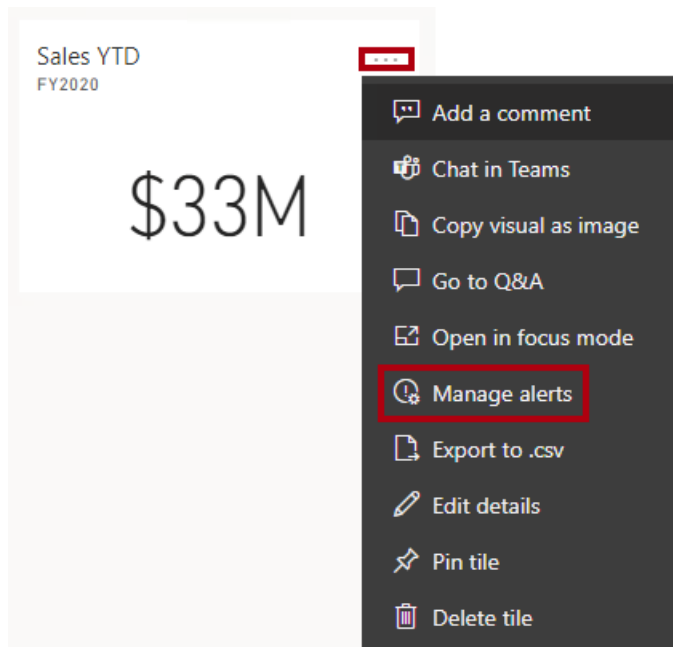 Sales YTD
...
FY2020
$33M
Add a comment
Chat in Teams
Copy visual as image
Go to Q&A
Open in focus mode
Manage alerts
Export to .csv
Edit details
Pin tile
Delete tile